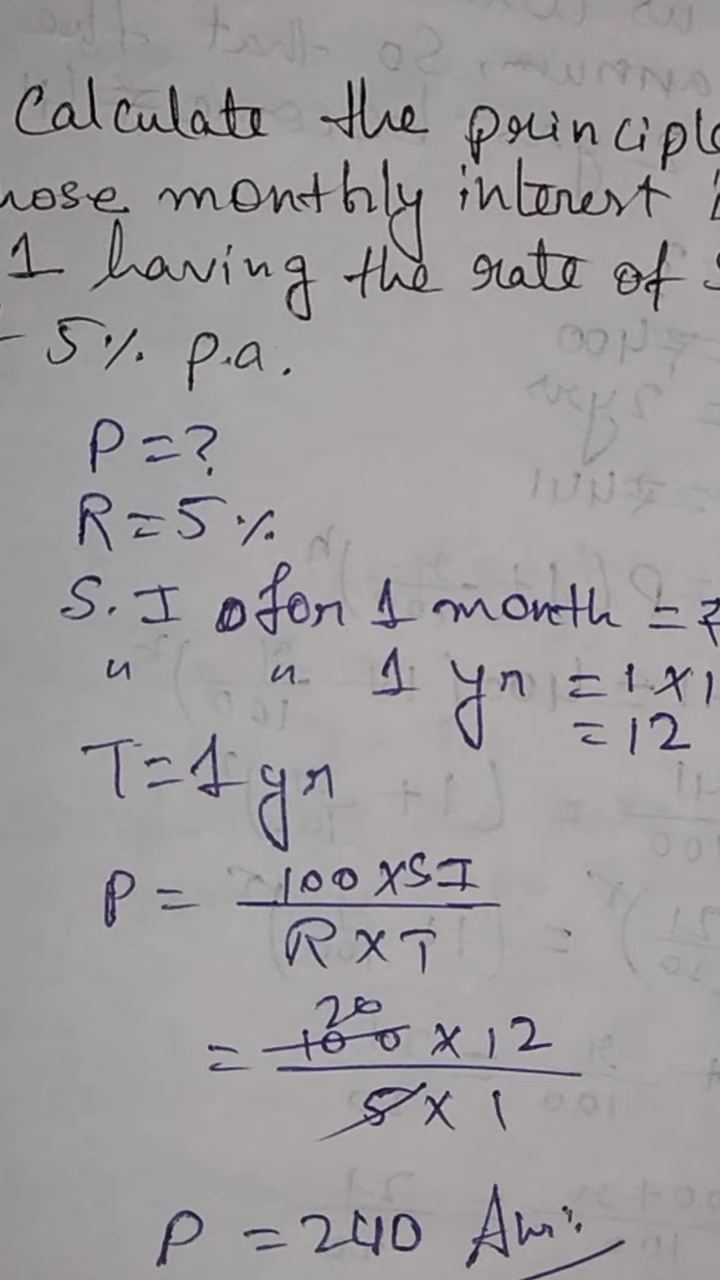 Calculate the principle
hose monthly interest i
1 having the rate of S
- 5% p.a.
P=?
R=5%
S.I for 1 month = ₹
" " 1 yr = 1×1
= 12
T=1 yr
P = 100 × SI
R × T
20
= 100 × 12
5 × 1
P = 240 Ans: